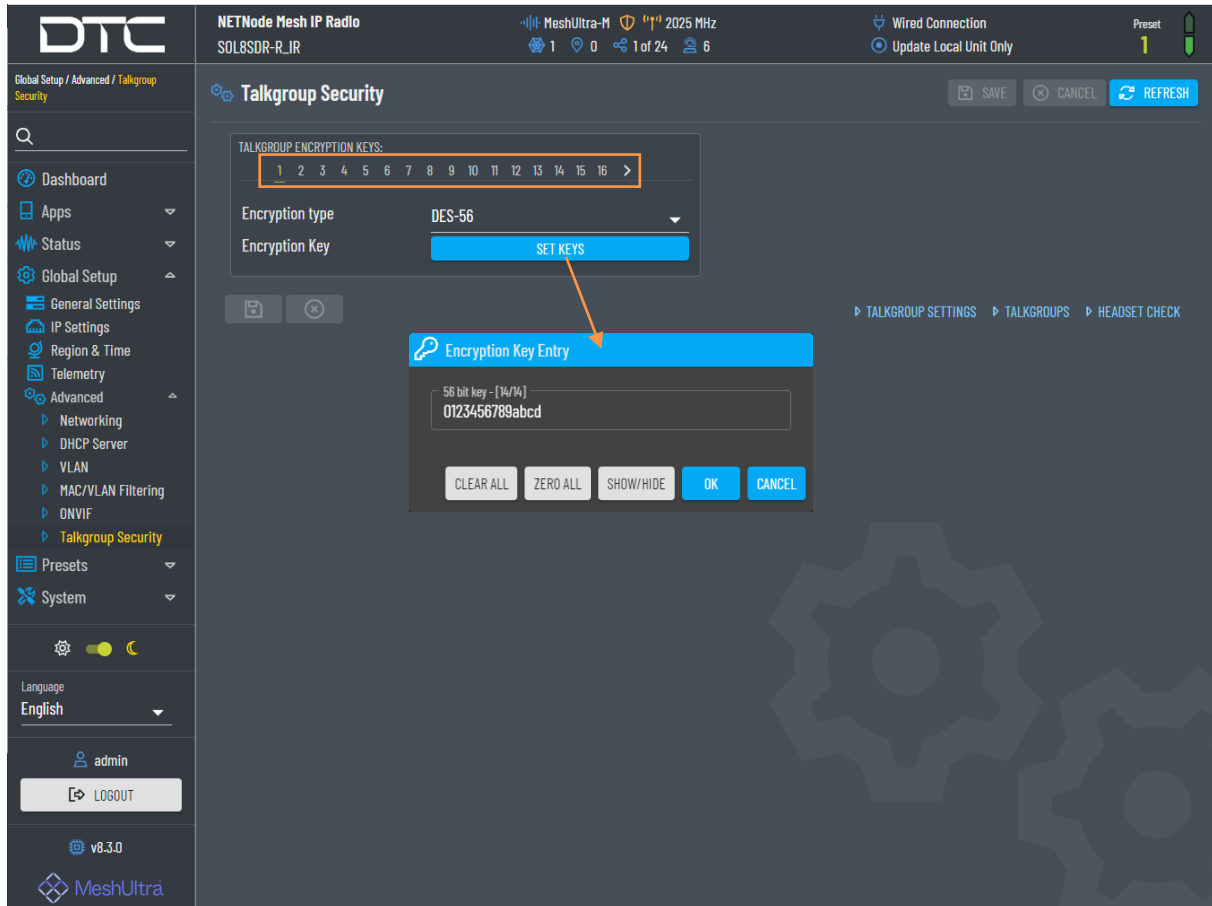 DTC
NETNode Mesh IP Radio
SOL8SDR-R_IR
MeshUltra-M 2025 MHz
1 0 1 of 24 6
Wired Connection
Update Local Unit Only
Preset
1
Global Setup / Advanced / Talkgroup
Security
Talkgroup Security
SAVE
CANCEL
REFRESH
Dashboard
Apps
Status
Global Setup
General Settings
IP Settings
Region & Time
Telemetry
Advanced
Networking
DHCP Server
VLAN
MAC/VLAN Filtering
ONVIF
Talkgroup Security
Presets
System
Language
English
admin
LOGOUT
v8.3.0
MeshUltra
TALKGROUP ENCRYPTION KEYS:
1 2 3 4 5 6 7 8 9 10 11 12 13 14 15 16 >
Encryption type
DES-56
Encryption Key
SET KEYS
TALKGROUP SETTINGS
TALKGROUPS
HEADSET CHECK
Encryption Key Entry
56 bit key - [14/14]
0123456789abcd
CLEAR ALL
ZERO ALL
SHOW/HIDE
OK
CANCEL